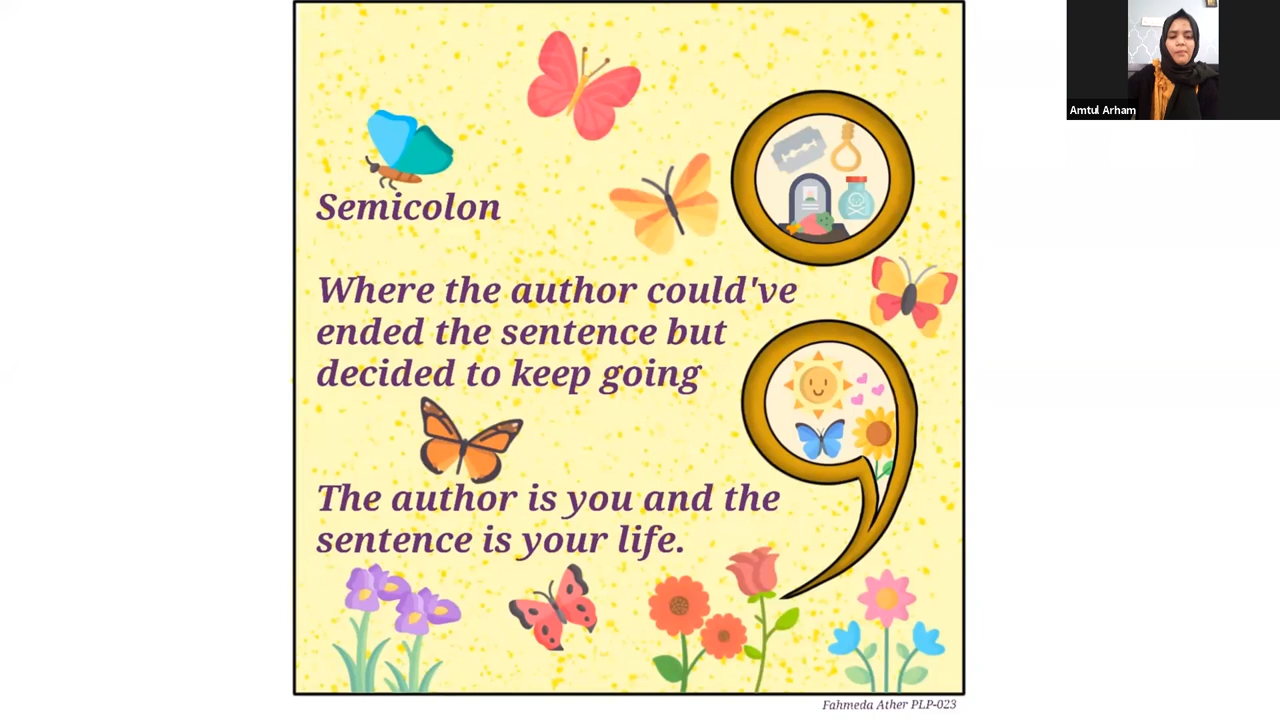 Amtul Arham
Semicolon
Where the author could've
ended the sentence but
decided to keep going
The author is you and the
sentence is your life.
Fahmeda Ather PLP-023